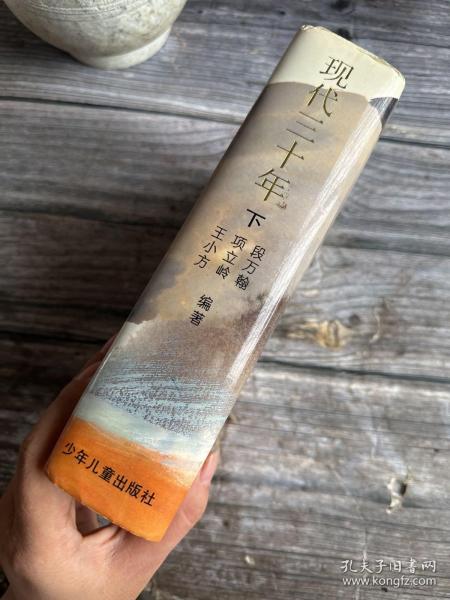 现代三十年
下
段万翰
项立岭
王小方
编著
少年儿童出版社
孔夫子旧书网
www.kongfz.com